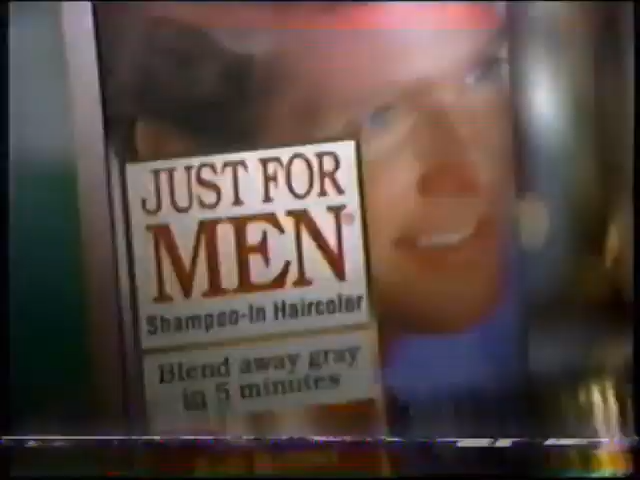 JUST FOR
MEN®
Shampoo-In Haircolor
Blend away gray
in 5 minutes